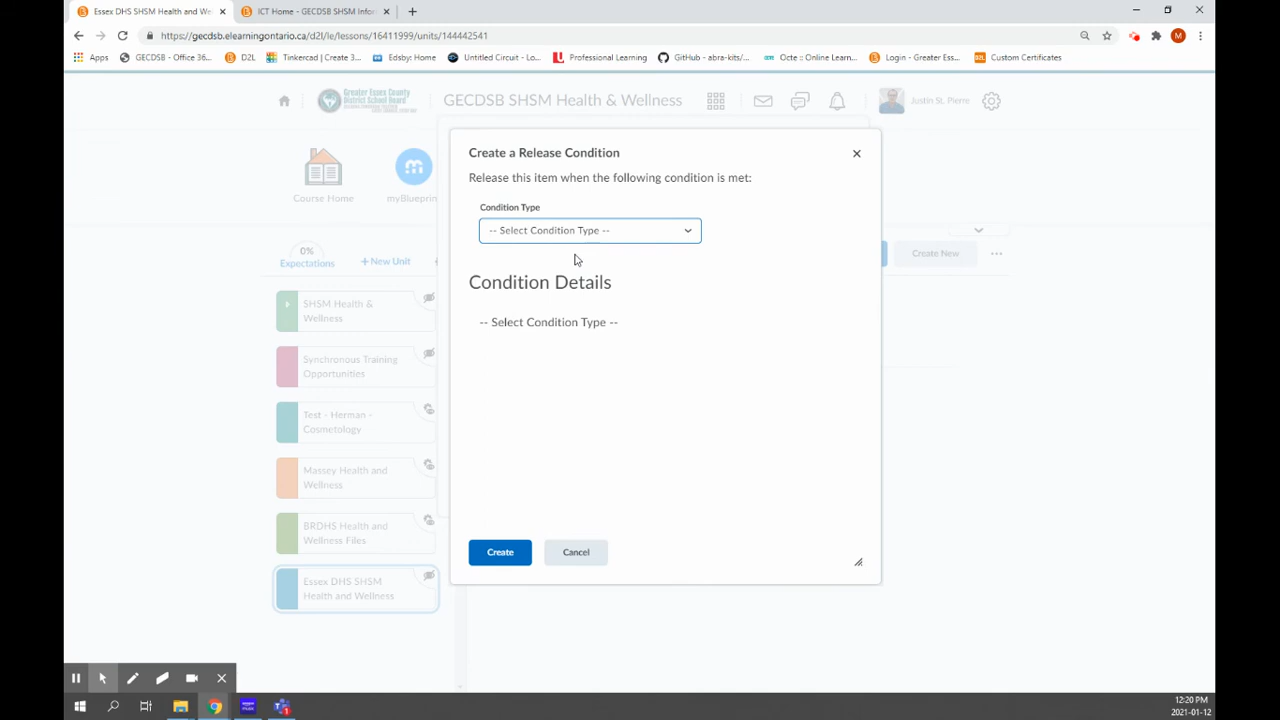 Essex DHS SHSM Health and We
ICT Home - GECDSB SHSM Infor
https://gecdsb.elearningontario.ca/d2l/le/lessons/16411999/units/144442541
M
Apps
GECDSB - Office 36...
D2L
Tinkercad | Create 3...
Edsby: Home
Untitled Circuit - Lo...
Professional Learning
GitHub - abra-kits/...
Octe :: Online Learn...
Login - Greater Ess...
Custom Certificates
Greater Essex County
District School Board
GECDSB SHSM Health & Wellness
Justin St. Pierre
Course Home
myBlueprin
Create a Release Condition
Release this item when the following condition is met:
Condition Type
-- Select Condition Type --
Condition Details
-- Select Condition Type --
Create
Cancel
0%
Expectations
+ New Unit
Create New
SHSM Health &
Wellness
Synchronous Training
Opportunities
Test - Herman -
Cosmetology
Massey Health and
Wellness
BRDHS Health and
Wellness Files
Essex DHS SHSM
Health and Wellness
12:20 PM
2021-01-12